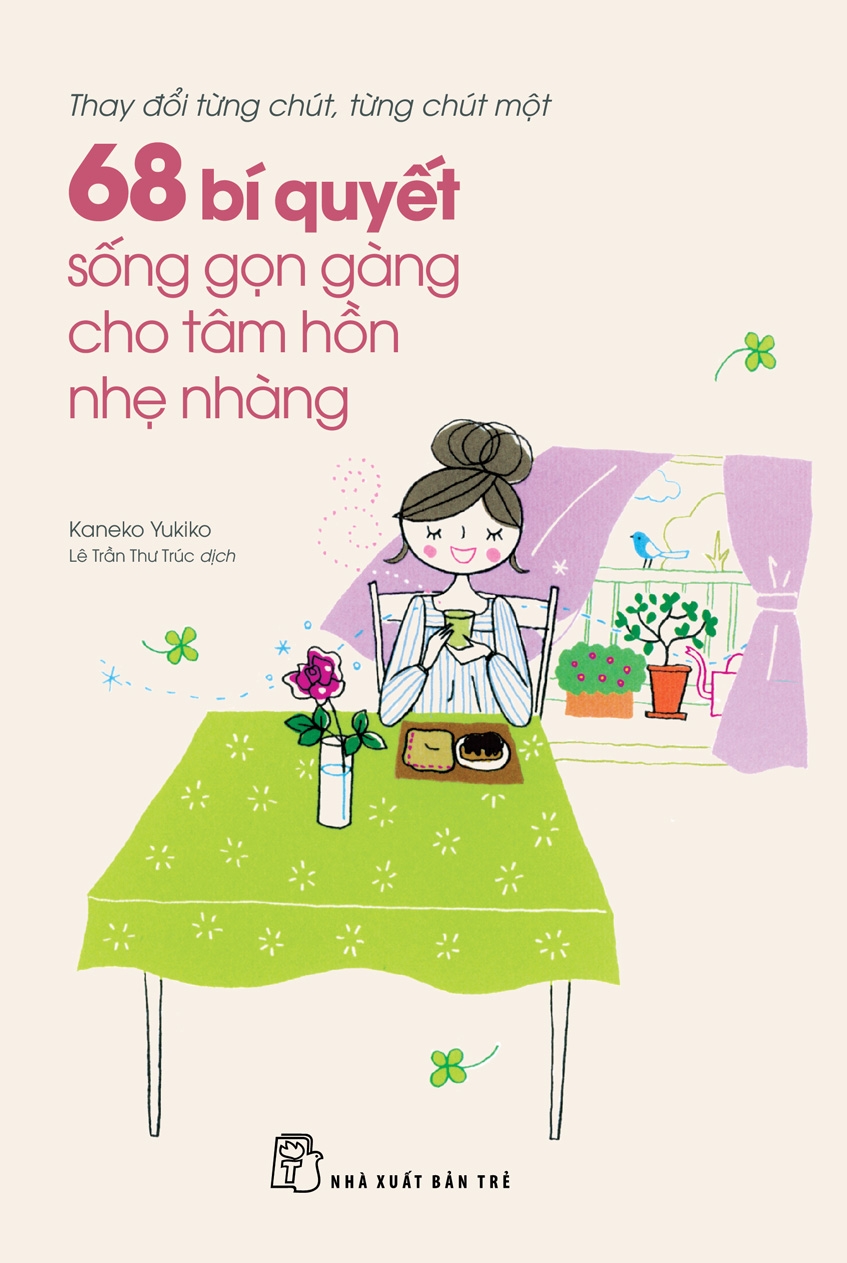 Thay đổi từng chút, từng chút một
68 bí quyết
sống gọn gàng
cho tâm hồn
nhẹ nhàng
Kaneko Yukiko
Lê Trần Thư Trúc dịch
T
NHÀ XUẤT BẢN TRẺ